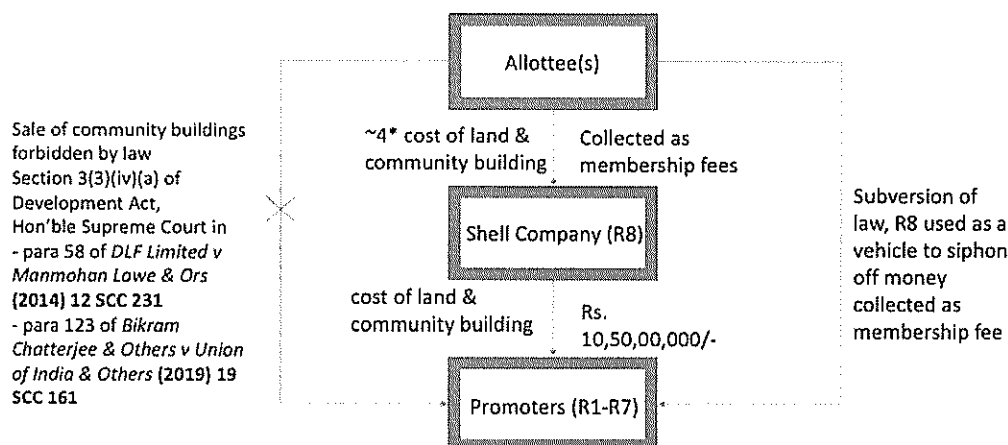 Allottee(s)
~4* cost of land &
community building
Collected as
membership fees
Sale of community buildings
forbidden by law
Section 3(3)(iv)(a) of
Development Act,
Hon'ble Supreme Court in
- para 58 of DLF Limited v
Manmohan Lowe & Ors
(2014) 12 SCC 231
- para 123 of Bikram
Chatterjee & Others v Union
of India & Others (2019) 19
SCC 161
Shell Company (R8)
Subversion of
law, R8 used as a
vehicle to siphon
off money
collected as
membership fee
cost of land &
community building
Rs.
10,50,00,000/-
Promoters (R1-R7)